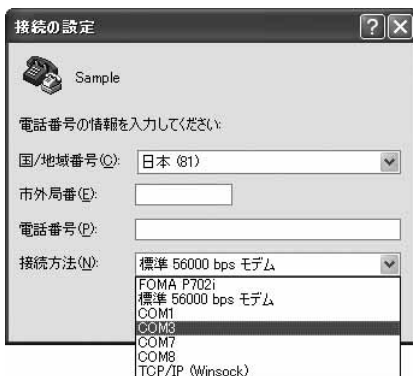 接続の設定
Sample
電話番号の情報を入力してください:
国/地域番号(C): 日本 (81)
市外局番(E):
電話番号(P):
接続方法(N): 標準 56000 bps モデム
FOMA P702i
標準 56000 bps モデム
COM1
COM3
COM7
COM8
TCP/IP (Winsock)